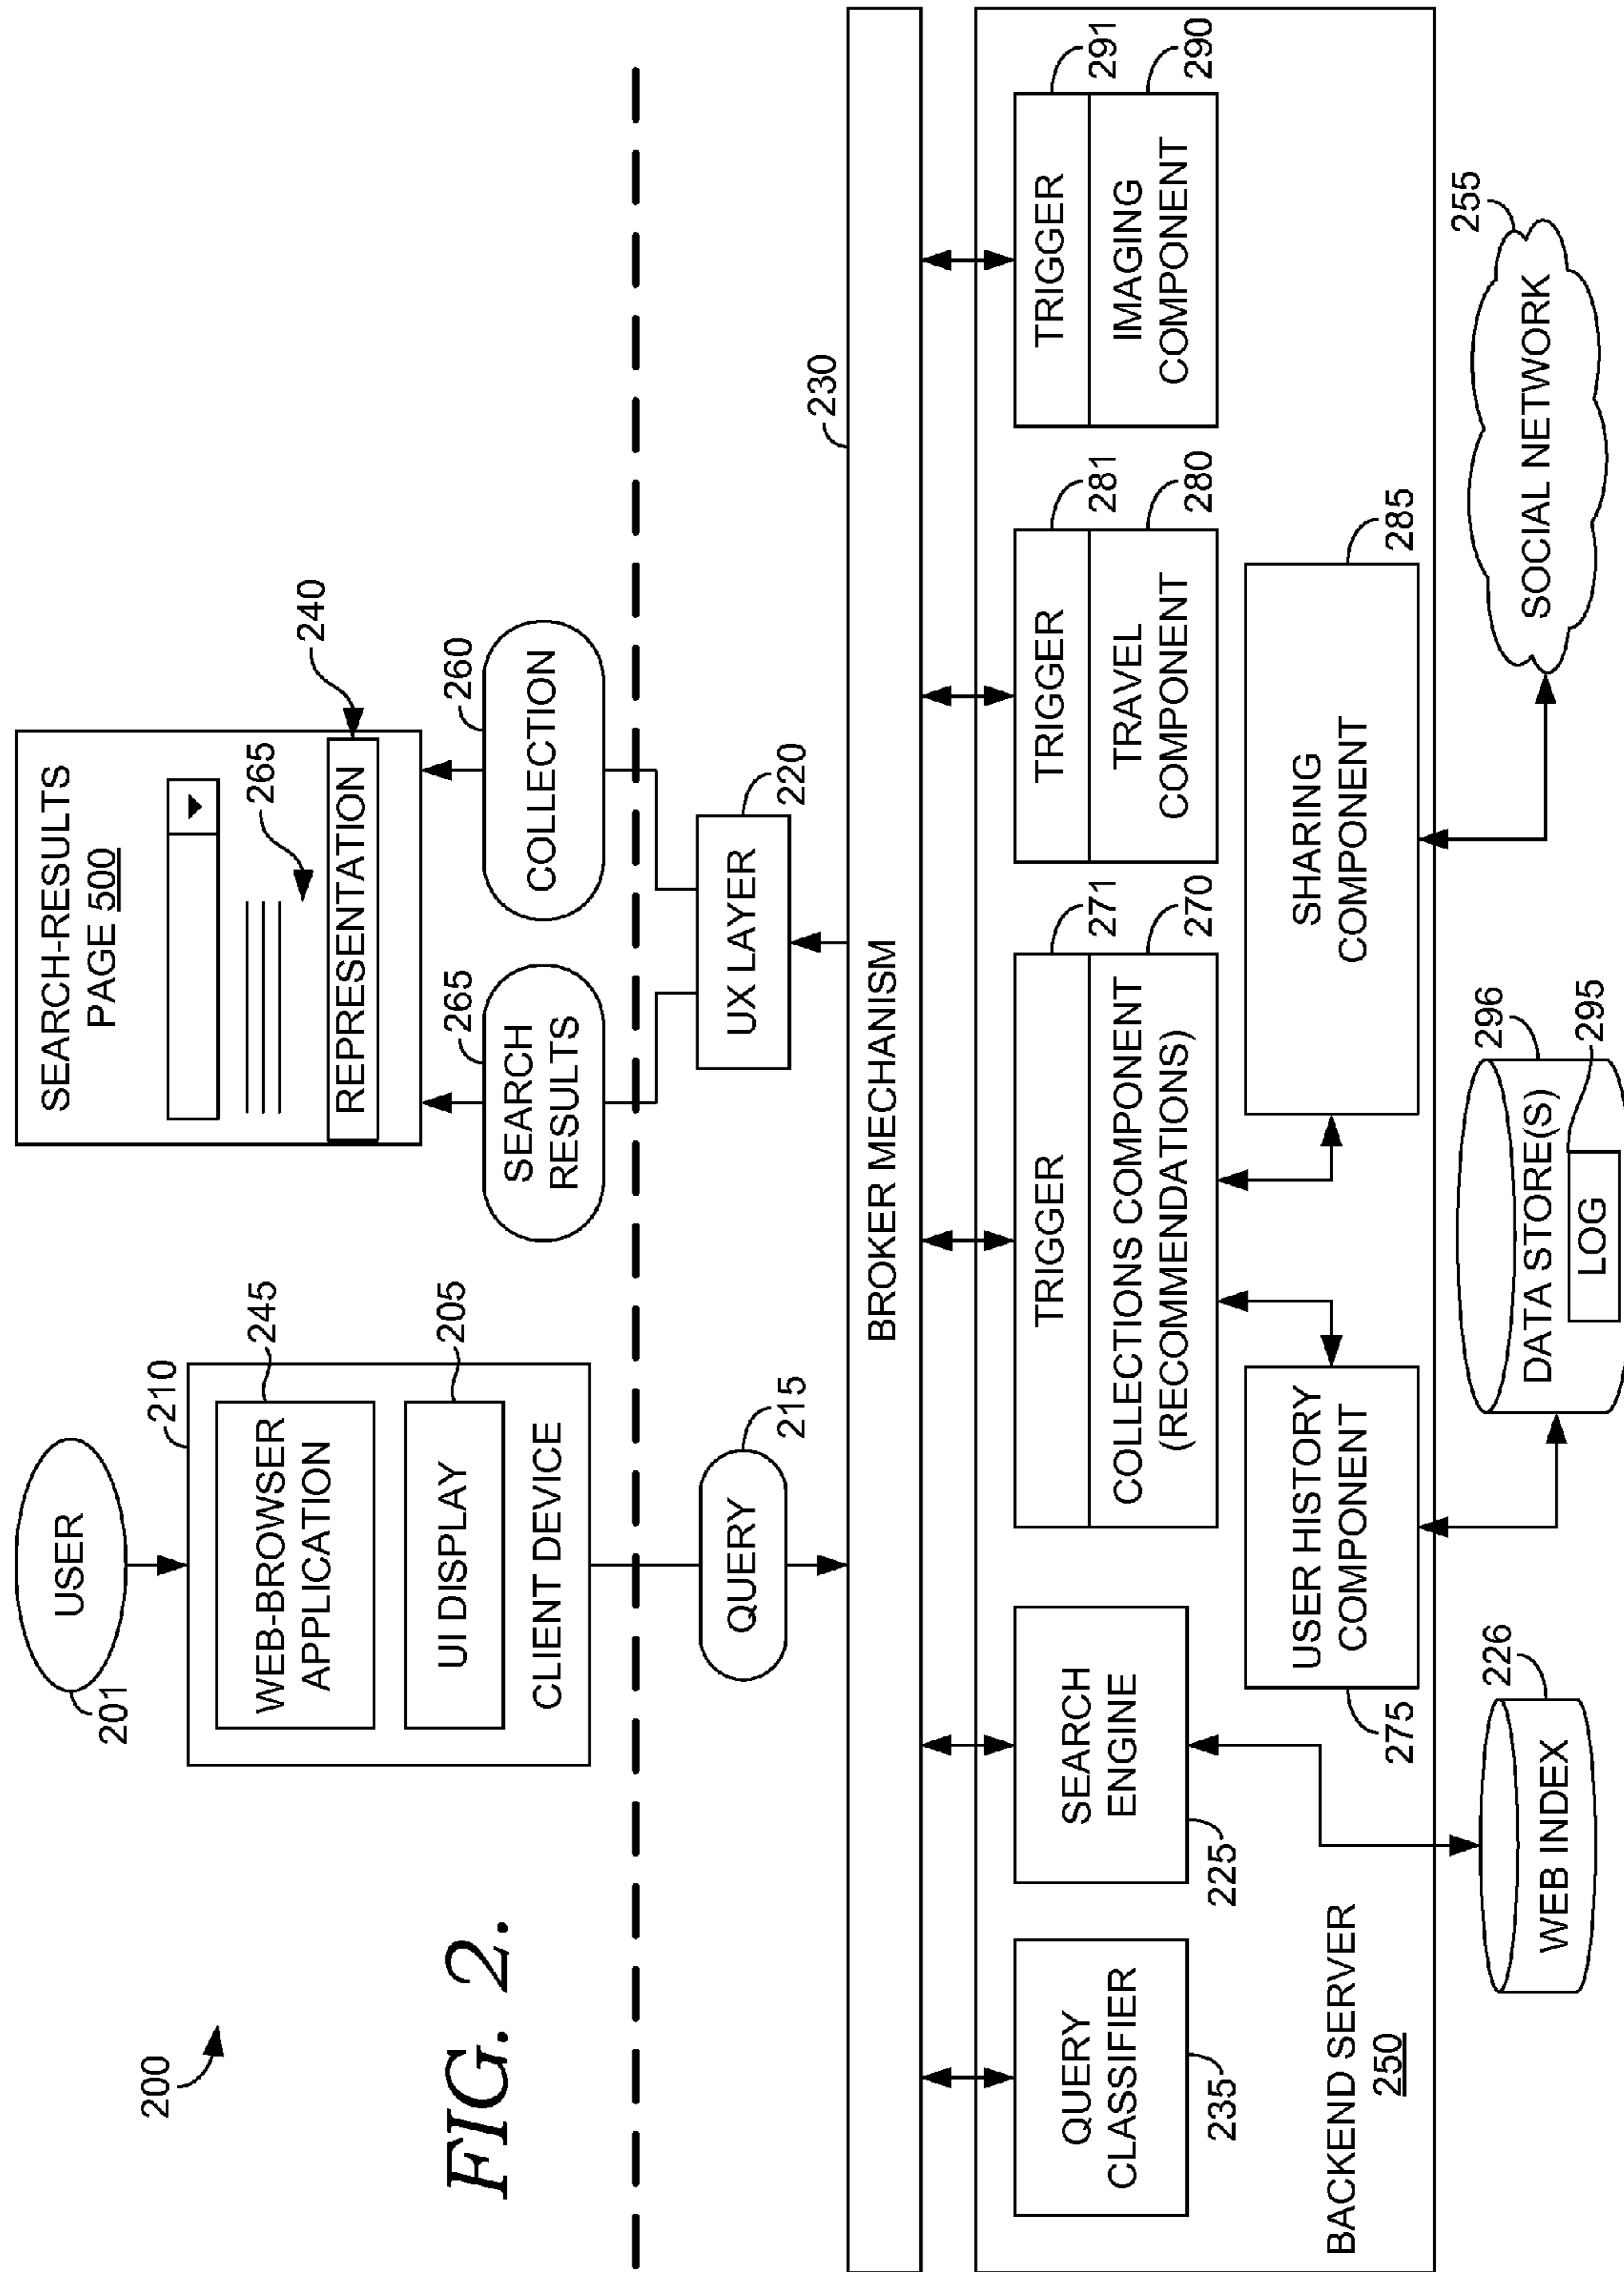 200
FIG. 2.
USER
201
210
WEB-BROWSER
APPLICATION
245
UI DISPLAY
205
CLIENT DEVICE
QUERY
215
SEARCH-RESULTS
PAGE 500
265
REPRESENTATION
240
SEARCH
RESULTS
265
COLLECTION
260
UX LAYER
220
BROKER MECHANISM
230
QUERY
CLASSIFIER
235
SEARCH
ENGINE
225
TRIGGER
271
COLLECTIONS COMPONENT
(RECOMMENDATIONS)
270
TRIGGER
281
TRAVEL
COMPONENT
280
TRIGGER
291
IMAGING
COMPONENT
290
USER HISTORY
COMPONENT
275
SHARING
COMPONENT
285
BACKEND SERVER
250
WEB INDEX
226
DATA STORE(S)
296
LOG
295
SOCIAL NETWORK
255